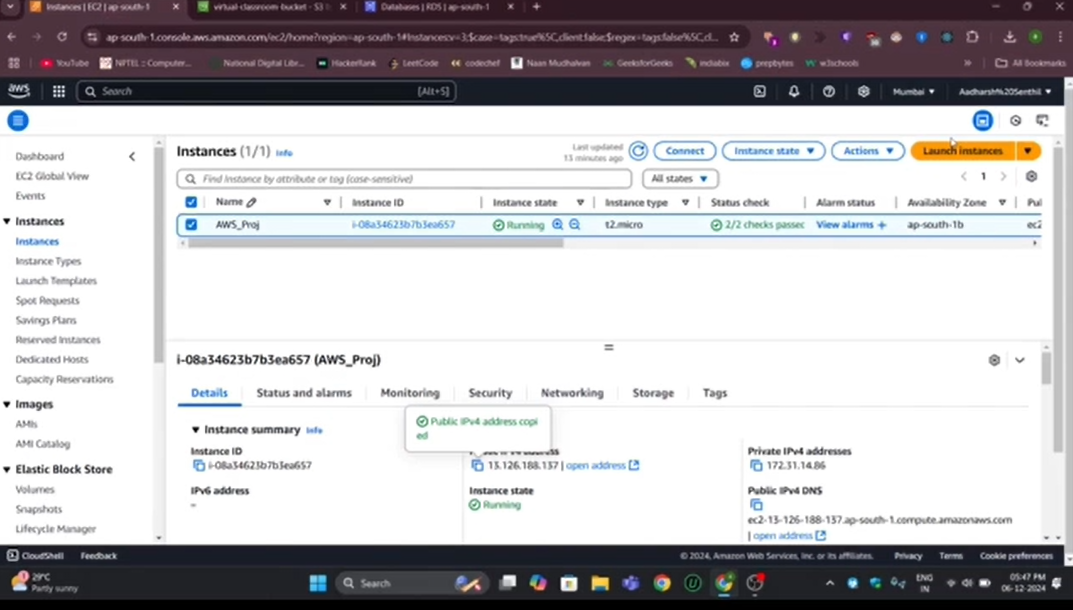 Instances | EC2 | ap-south-1
virtual-classroom-bucket - S3 b
Databases | RDS | ap-south-1
ap-south-1.console.aws.amazon.com/ec2/home?region=ap-south-1#Instances:v=3;$case=tags:true%5C,client:false;$regex=tags:false%5C,cl...
YouTube
NPTEL :: Computer...
National Digital Libr...
HackerRank
LeetCode
codechef
Naan Mudhalvan
GeeksforGeeks
indiabix
prepbytes
w3schools
All Bookmarks
aws
Search
[Alt+S]
Mumbai
Aadharsh%20Senthil
Dashboard
EC2 Global View
Events
Instances
Instances
Instance Types
Launch Templates
Spot Requests
Savings Plans
Reserved Instances
Dedicated Hosts
Capacity Reservations
Images
AMIs
AMI Catalog
Elastic Block Store
Volumes
Snapshots
Lifecycle Manager
Instances (1/1) Info
Last updated
13 minutes ago
Connect
Instance state
Actions
Launch instances
Find Instance by attribute or tag (case-sensitive)
All states
1
Name
Instance ID
Instance state
Instance type
Status check
Alarm status
Availability Zone
AWS_Proj
i-08a34623b7b3ea657
Running
t2.micro
2/2 checks passec
View alarms +
ap-south-1b
ec2
i-08a34623b7b3ea657 (AWS_Proj)
Details
Status and alarms
Monitoring
Security
Networking
Storage
Tags
Public IPv4 address copi
ed
Instance summary Info
Instance ID
i-08a34623b7b3ea657
IPv6 address
–
address
13.126.188.137 | open address
Instance state
Running
Private IPv4 addresses
172.31.14.86
Public IPv4 DNS
ec2-13-126-188-137.ap-south-1.compute.amazonaws.com
| open address
CloudShell
Feedback
© 2024, Amazon Web Services, Inc. or its affiliates.
Privacy
Terms
Cookie preferences
29°C
Partly sunny
Search
ENG
IN
05:47 PM
06-12-2024